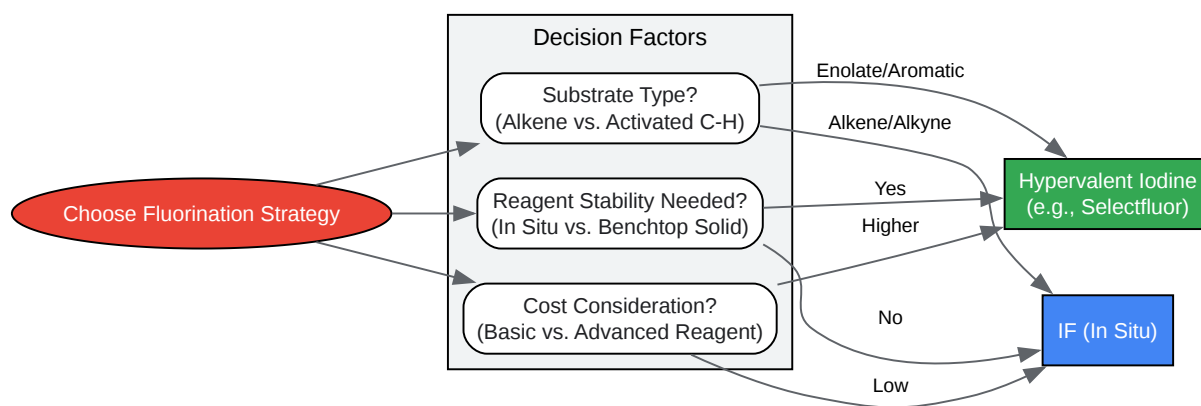 Decision Factors
Substrate Type?
(Alkene vs. Activated C-H)
Enolate/Aromatic
Alkene/Alkyne
Choose Fluorination Strategy
Reagent Stability Needed?
(In Situ vs. Benchtop Solid)
Yes
Higher
Hypervalent Iodine
(e.g., Selectfluor)
Cost Consideration?
(Basic vs. Advanced Reagent)
No
Low
IF (In Situ)